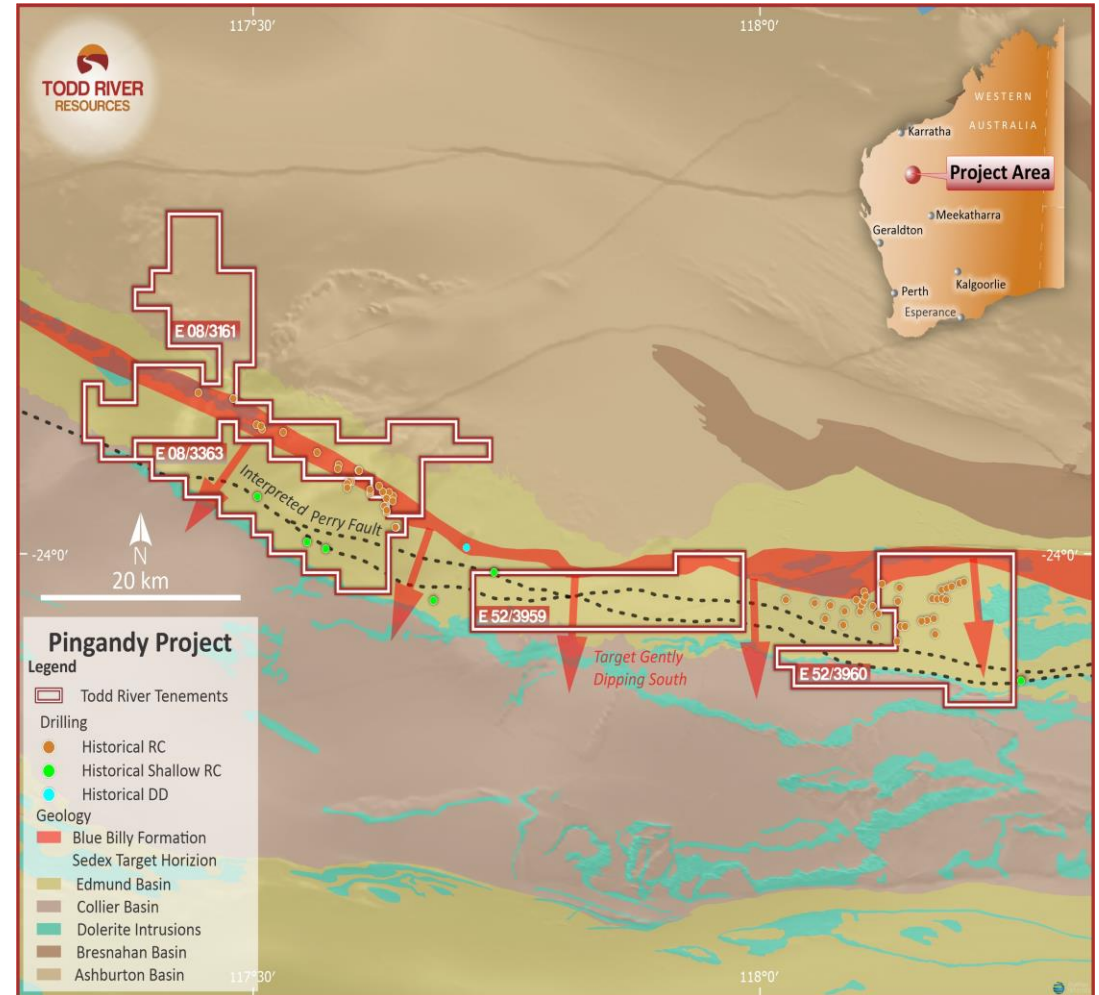 117°30'
118°0'
TODD RIVER
RESOURCES
WESTERN
AUSTRALIA
Karratha
Project Area
Meekatharra
Geraldton
Kalgoorlie
Perth
Esperance
E 08/3161
E 08/3363
Interpreted Perry Fault
-24°0'
-24°0'
N
20 km
E 52/3959
Target Gently
Dipping South
E 52/3960
Pingandy Project
Legend
Todd River Tenements
Drilling
Historical RC
Historical Shallow RC
Historical DD
Geology
Blue Billy Formation
Sedex Target Horizion
Edmund Basin
Collier Basin
Dolerite Intrusions
Bresnahan Basin
Ashburton Basin
117°30'
118°0'